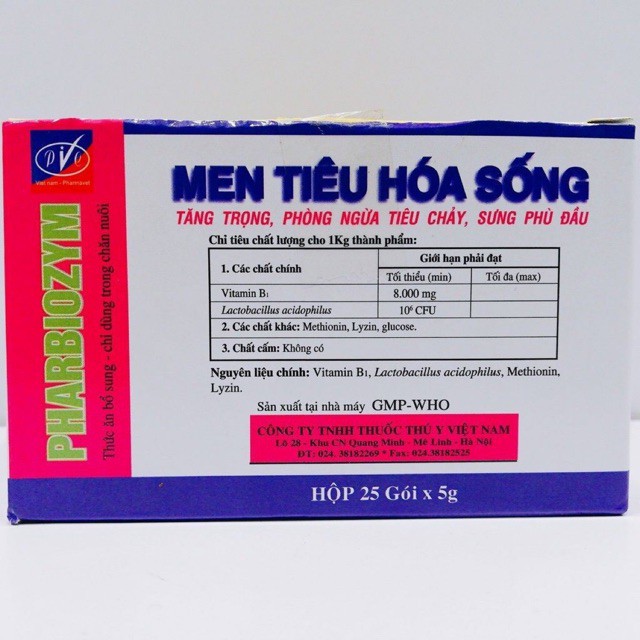 PVC
Viet nam - Pharmavet
PHARBIOZYM
Thức ăn bổ sung - chỉ dùng trong chăn nuôi
MEN TIÊU HÓA SỐNG
TĂNG TRỌNG, PHÒNG NGỪA TIÊU CHẢY, SƯNG PHÙ ĐẦU
Chỉ tiêu chất lượng cho 1Kg thành phẩm:
1. Các chất chính
Giới hạn phải đạt
Tối thiểu (min) Tối đa (max)
Vitamin B₁ 8.000 mg
Lactobacillus acidophilus 10⁶ CFU
2. Các chất khác: Methionin, Lyzin, glucose.
3. Chất cấm: Không có
Nguyên liệu chính: Vitamin B₁, Lactobacillus acidophilus, Methionin,
Lyzin.
Sản xuất tại nhà máy GMP-WHO
CÔNG TY TNHH THUỐC THÚ Y VIỆT NAM
Lô 28 - Khu CN Quang Minh - Mê Linh - Hà Nội
ĐT: 024. 38182269 * Fax: 024.38182525
HỘP 25 Gói x 5g